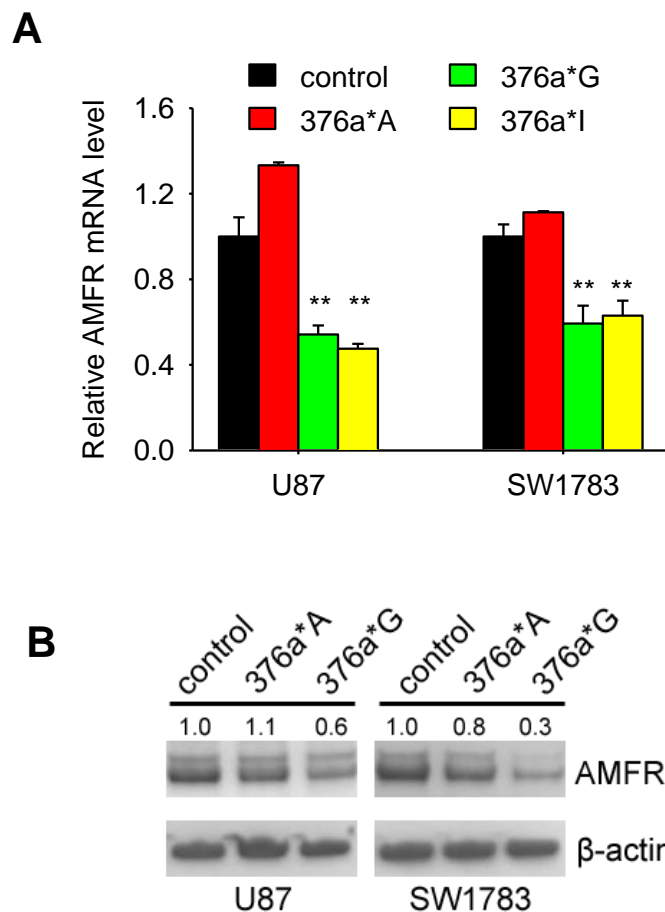 A
control
376a*G
376a*A
376a*I
Relative AMFR mRNA level
1.6
1.2
0.8
0.4
0.0
** **
** **
U87
SW1783
B
control 376a*A 376a*G control 376a*A 376a*G
1.0 1.1 0.6 1.0 0.8 0.3
AMFR
β-actin
U87 SW1783